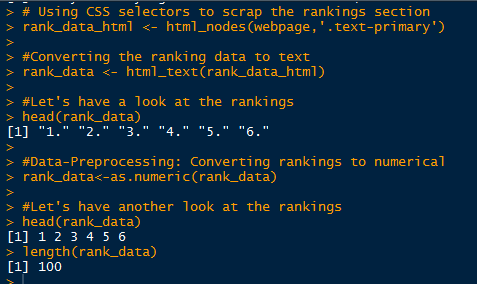 > # Using CSS selectors to scrap the rankings section
> rank_data_html <- html_nodes(webpage,'.text-primary')
>
> #Converting the ranking data to text
> rank_data <- html_text(rank_data_html)
>
> #Let's have a look at the rankings
> head(rank_data)
[1] "1." "2." "3." "4." "5." "6."
>
> #Data-Preprocessing: Converting rankings to numerical
> rank_data<-as.numeric(rank_data)
>
> #Let's have another look at the rankings
> head(rank_data)
[1] 1 2 3 4 5 6
> length(rank_data)
[1] 100
>